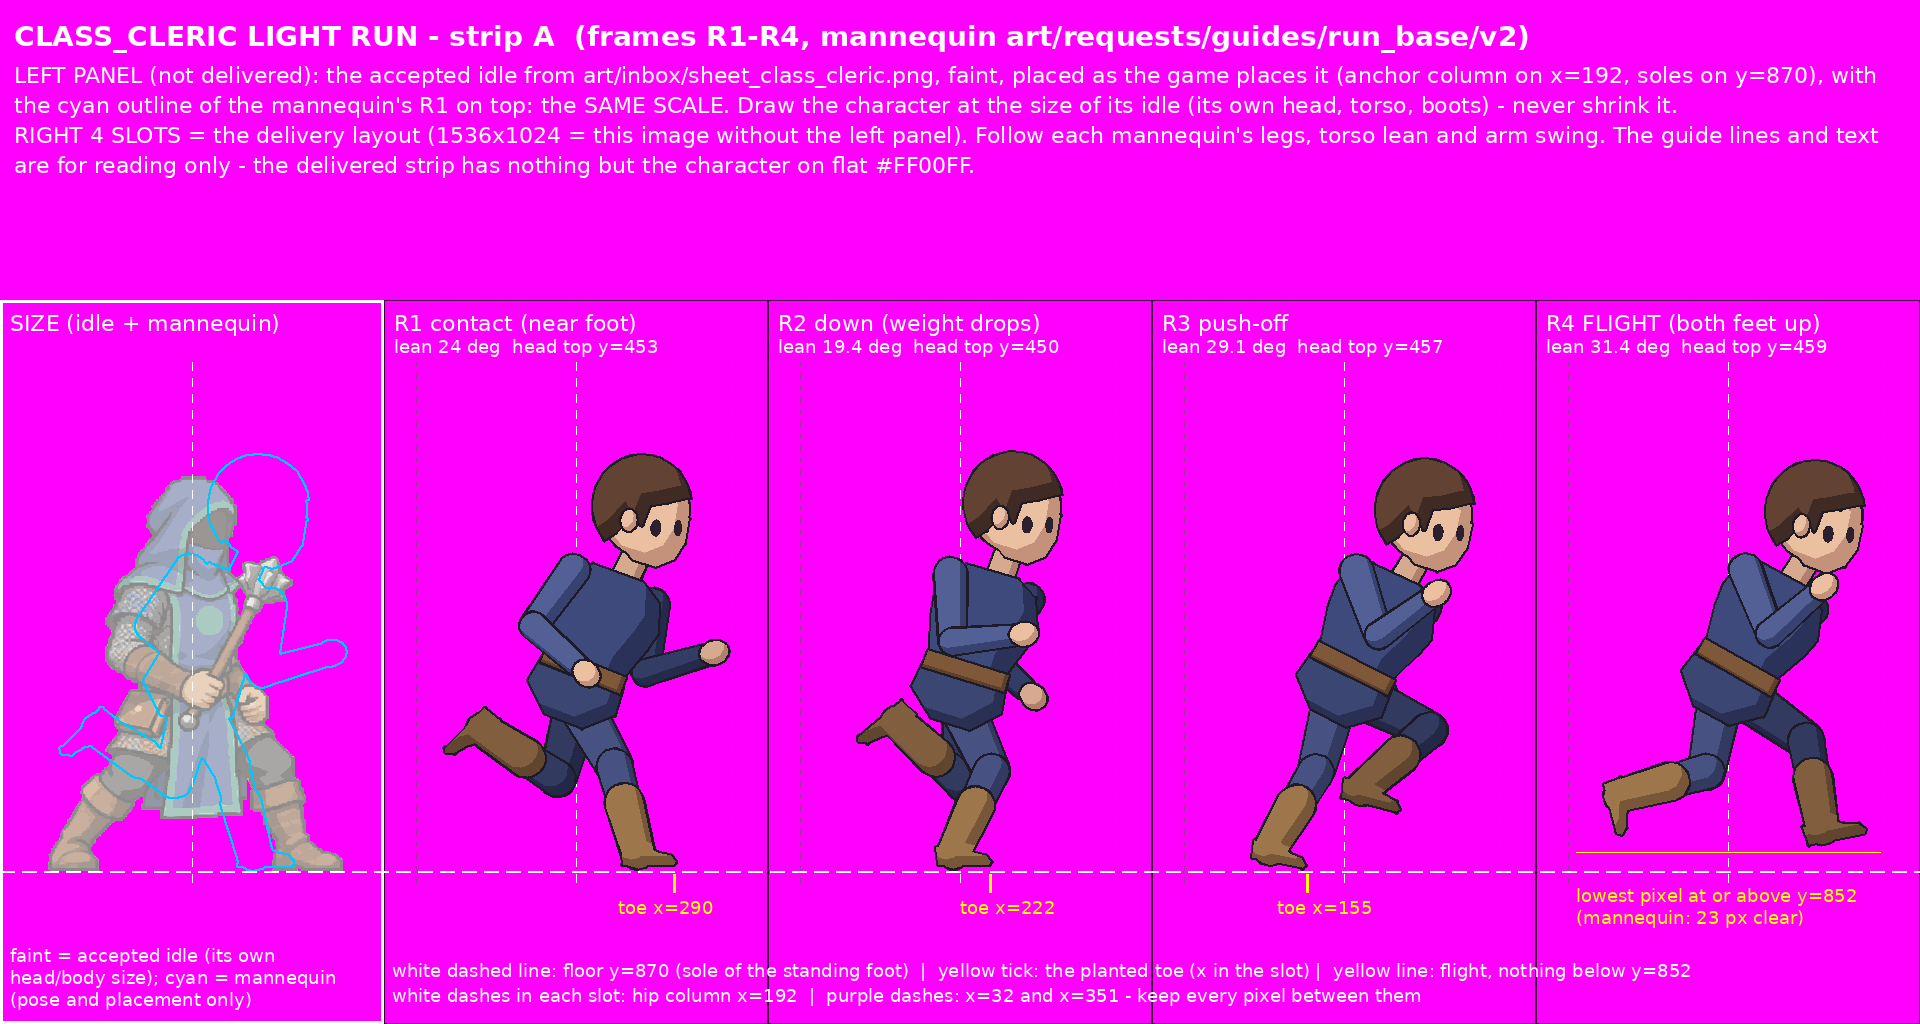 CLASS_CLERIC LIGHT RUN - strip A  (frames R1-R4, mannequin art/requests/guides/run_base/v2)
LEFT PANEL (not delivered): the accepted idle from art/inbox/sheet_class_cleric.png, faint, placed as the game places it (anchor column on x=192, soles on y=870), with
the cyan outline of the mannequin's R1 on top: the SAME SCALE. Draw the character at the size of its idle (its own head, torso, boots) - never shrink it.
RIGHT 4 SLOTS = the delivery layout (1536x1024 = this image without the left panel). Follow each mannequin's legs, torso lean and arm swing. The guide lines and text
are for reading only - the delivered strip has nothing but the character on flat #FF00FF.
SIZE (idle + mannequin)
R1 contact (near foot)
lean 24 deg  head top y=453
R2 down (weight drops)
lean 19.4 deg  head top y=450
R3 push-off
lean 29.1 deg  head top y=457
R4 FLIGHT (both feet up)
lean 31.4 deg  head top y=459
toe x=290
toe x=222
toe x=155
lowest pixel at or above y=852
(mannequin: 23 px clear)
faint = accepted idle (its own
head/body size); cyan = mannequin
(pose and placement only)
white dashed line: floor y=870 (sole of the standing foot)  |  yellow tick: the planted toe (x in the slot) |  yellow line: flight, nothing below y=852
white dashes in each slot: hip column x=192  |  purple dashes: x=32 and x=351 - keep every pixel between them